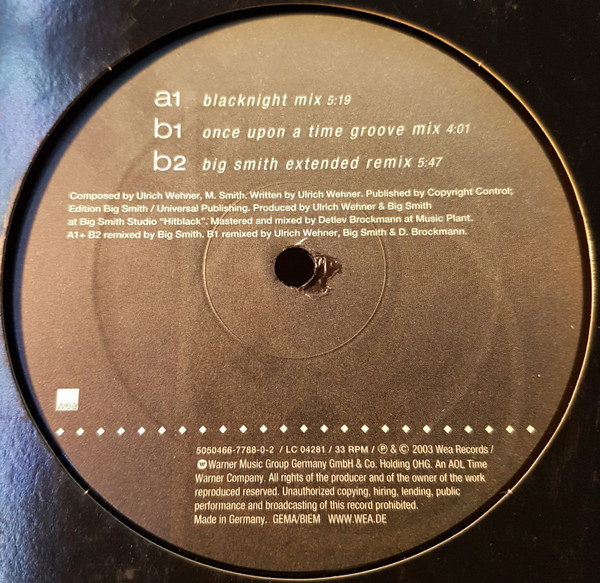 a1 blacknight mix 5:19
b1 once upon a time groove mix 4:01
b2 big smith extended remix 5:47
Composed by Ulrich Wehner, M. Smith. Written by Ulrich Wehner. Published by Copyright Control;
Edition Big Smith / Universal Publishing. Produced by Ulrich Wehner & Big Smith
at Big Smith Studio "Hitblack". Mastered and mixed by Detlev Brockmann at Music Plant.
A1+ B2 remixed by Big Smith. B1 remixed by Ulrich Wehner, Big Smith & D. Brockmann.
wea
5050466-7788-0-2 / LC 04281 / 33 RPM / ℗ & © 2003 Wea Records /
Warner Music Group Germany GmbH & Co. Holding OHG. An AOL Time
Warner Company. All rights of the producer and of the owner of the work
reproduced reserved. Unauthorized copying, hiring, lending, public
performance and broadcasting of this record prohibited.
Made in Germany. GEMA/BIEM WWW.WEA.DE